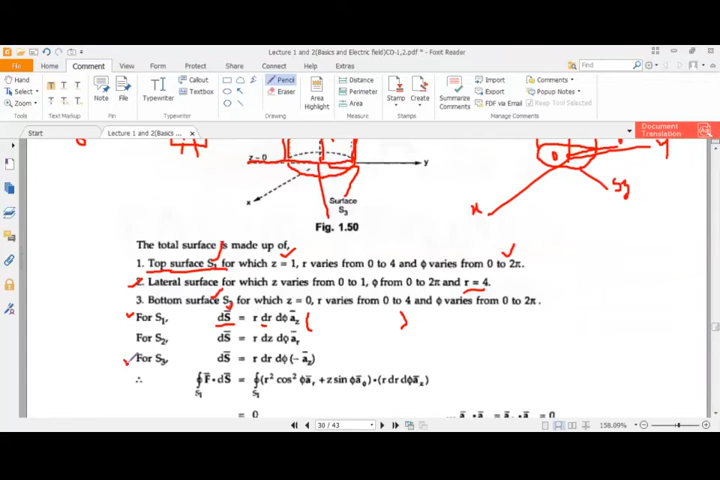 Lecture 1 and 2(Basics and Electric field)CO-1,2.pdf * - Foxit Reader
File Home Comment View Form Protect Share Connect Help Extras Find
Hand Select Zoom Text Markup Note File Typewriter Callout Textbox Pencil Eraser Area Highlight Distance Perimeter Area Stamp Create Summarize Comments Import Export FDF via Email Comments Popup Notes Keep Tool Selected
Text Markup Pin Typewriter Drawing Measure Stamps Manage Comments
Start Lecture 1 and 2(Basics ... Document Translation
z = 0 y
x x
Surface S₃ S3
Fig. 1.50
The total surface is made up of,
1. Top surface S₁ for which z = 1, r varies from 0 to 4 and ϕ varies from 0 to 2π.
2. Lateral surface for which z varies from 0 to 1, ϕ from 0 to 2π and r = 4.
3. Bottom surface S₃ for which z = 0, r varies from 0 to 4 and ϕ varies from 0 to 2π.
For S₁, dS̅ = r dr dϕ a̅z ( )
For S₂, dS̅ = r dz dϕ a̅r
For S₃, dS̅ = r dr dϕ (− a̅z)
∴ ∮S₁ F̅ • dS̅ = ∮S₁ (r² cos² ϕ a̅r + z sin ϕ a̅ϕ) • (r dr dϕ a̅z)
= 0
30 / 43 158.09%